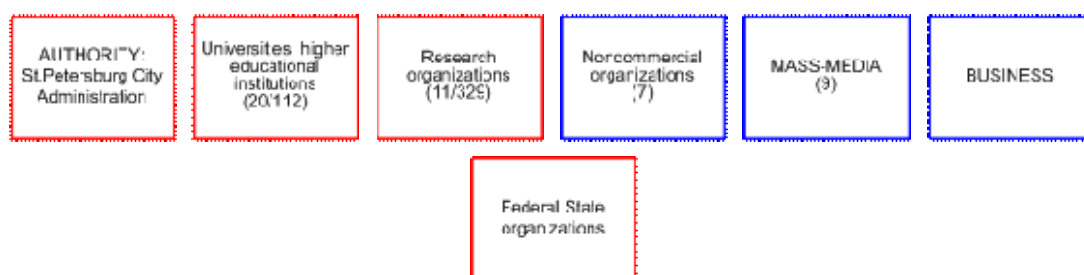 AUTHORITY:
St.Petersburg City
Administration
Universites higher
educational
institutions
(20/112)
Research
organizations
(11/329)
Noncommercial
organizations
(7)
MASS-MEDIA
(9)
BUSINESS
Federal State
organizations